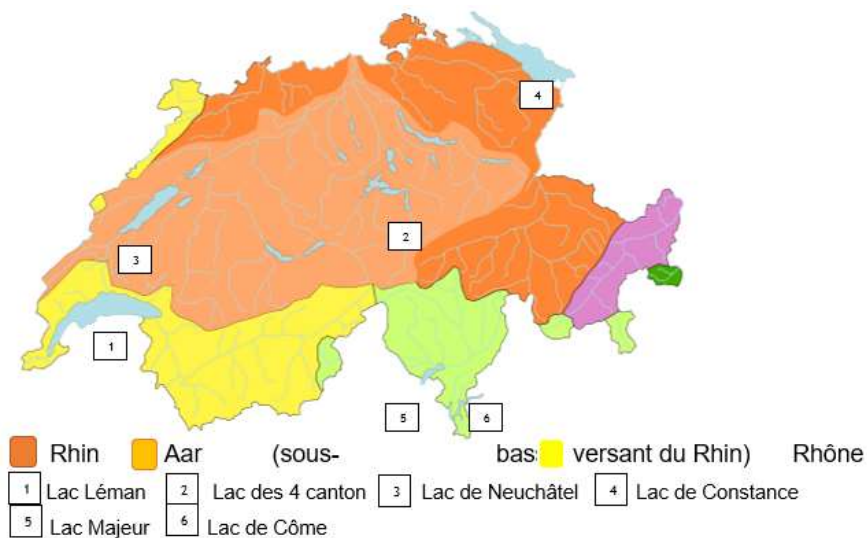 4
2
3
1
5
6
Rhin Aar (sous- bas versant du Rhin) Rhône
1 Lac Léman 2 Lac des 4 canton 3 Lac de Neuchâtel 4 Lac de Constance
5 Lac Majeur 6 Lac de Côme